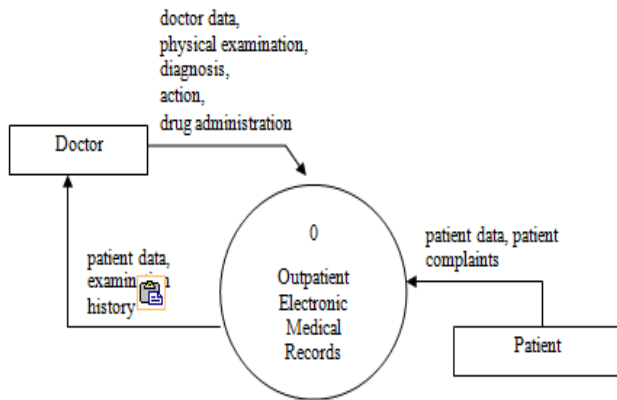 doctor data,
physical examination,
diagnosis,
action,
drug administration
Doctor
0
Outpatient
Electronic
Medical
Records
patient data, patient
complaints
patient data,
history
Patient